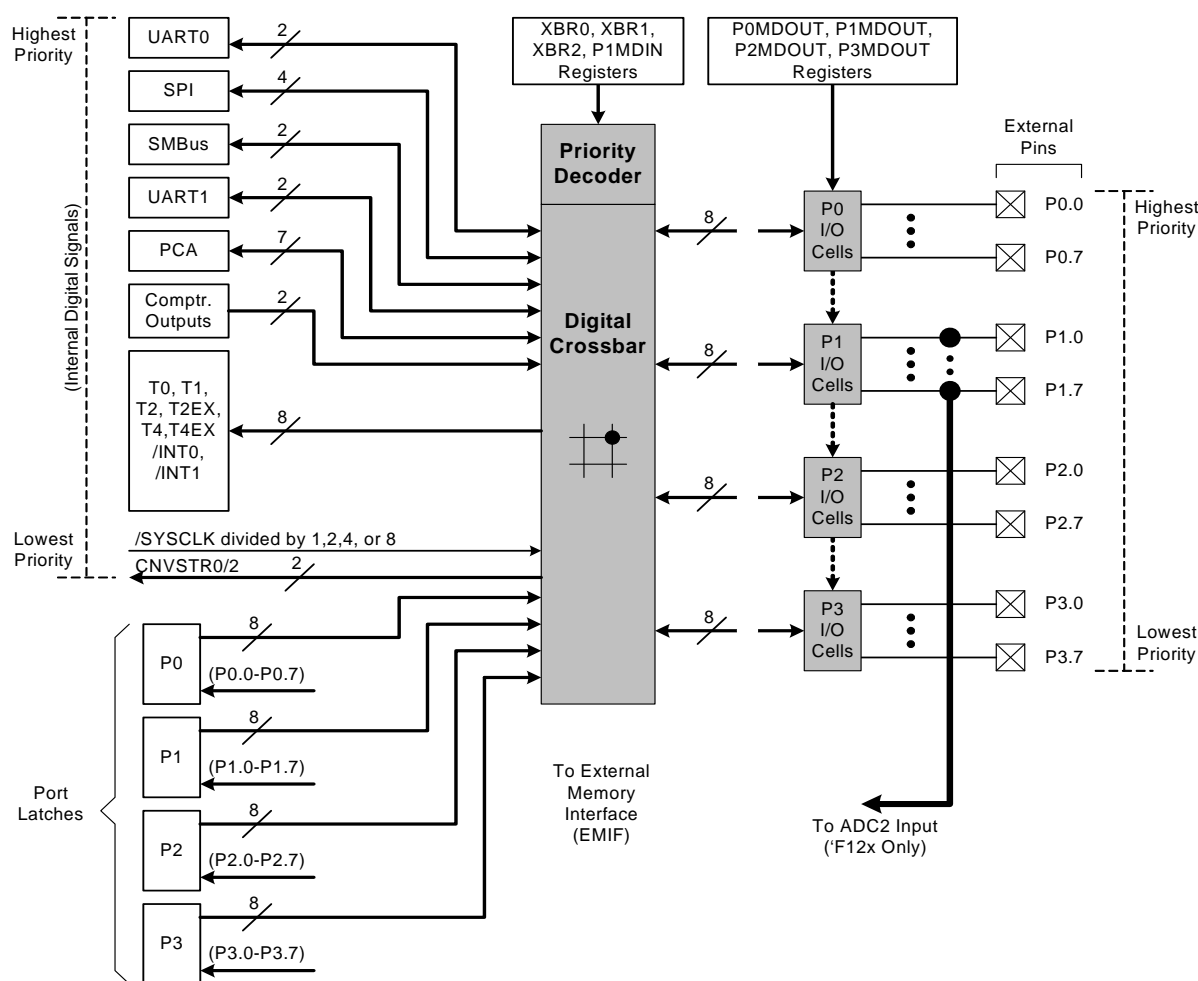 Highest
Priority
(Internal Digital Signals)
Lowest
Priority
UART0
2
SPI
4
SMBus
2
UART1
2
PCA
7
Comptr.
Outputs
2
T0, T1,
T2, T2EX,
T4,T4EX
/INT0,
/INT1
8
/SYSCLK divided by 1,2,4, or 8
CNVSTR0/2
2
Port
Latches
P0
8
(P0.0-P0.7)
P1
8
(P1.0-P1.7)
P2
8
(P2.0-P2.7)
P3
8
(P3.0-P3.7)
XBR0, XBR1,
XBR2, P1MDIN
Registers
Priority
Decoder
Digital
Crossbar
To External
Memory
Interface
(EMIF)
P0MDOUT, P1MDOUT,
P2MDOUT, P3MDOUT
Registers
8
P0
I/O
Cells
8
P1
I/O
Cells
8
P2
I/O
Cells
8
P3
I/O
Cells
External
Pins
P0.0
P0.7
P1.0
P1.7
P2.0
P2.7
P3.0
P3.7
Highest
Priority
Lowest
Priority
To ADC2 Input
(‘F12x Only)